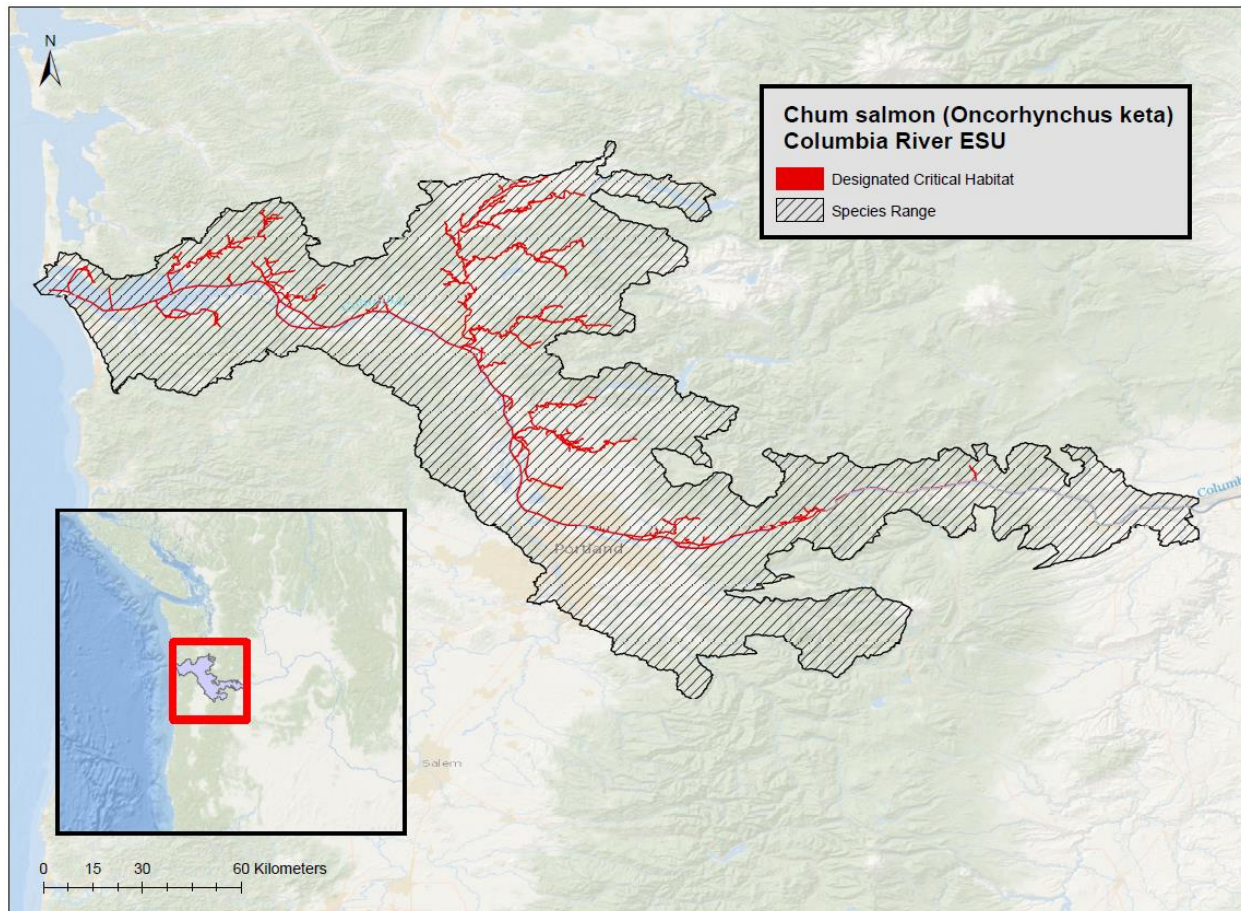 N
Chum salmon (Oncorhynchus keta)
Columbia River ESU
Designated Critical Habitat
Species Range
Columb
Portland
Salem
0 15 30 60 Kilometers